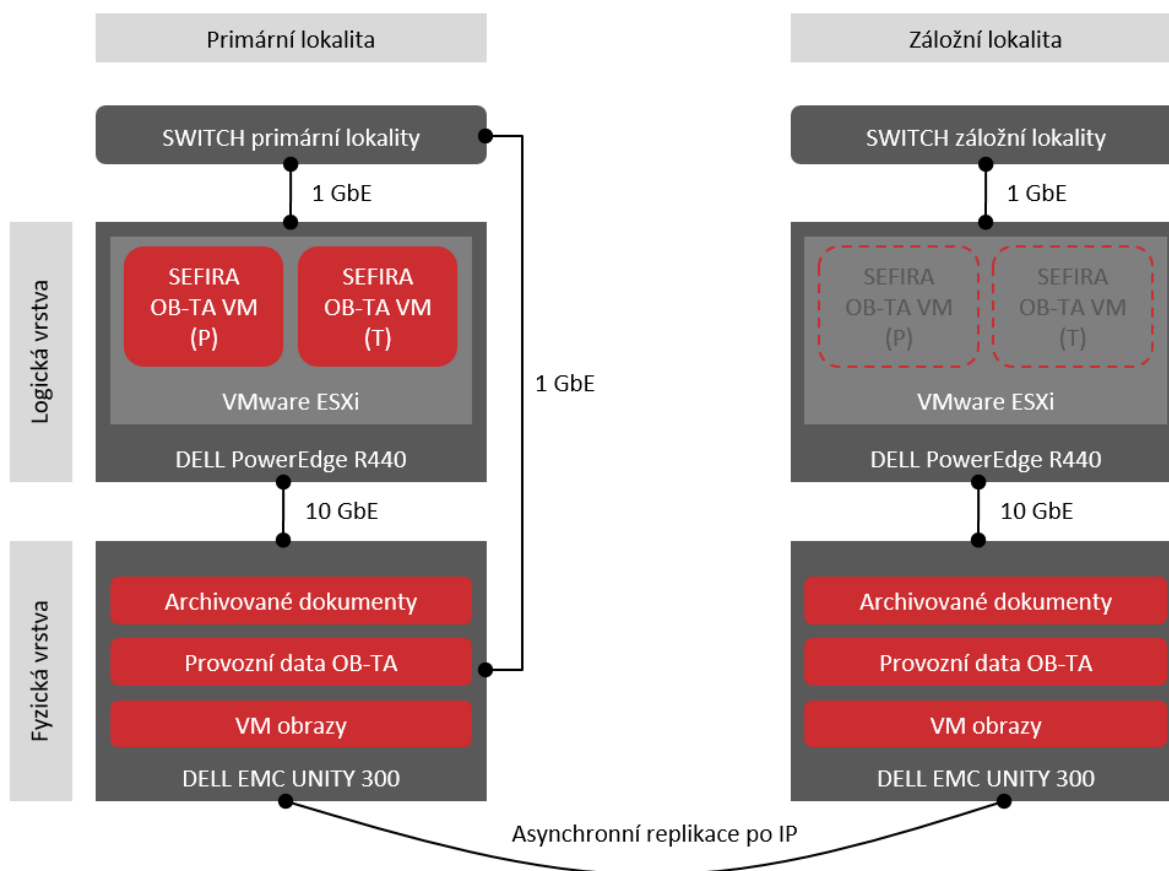 Primární lokalita
Záložní lokalita
SWITCH primární lokality
SWITCH záložní lokality
1 GbE
1 GbE
Logická vrstva
SEFIRA
OB-TA VM
(P)
SEFIRA
OB-TA VM
(T)
VMware ESXi
DELL PowerEdge R440
1 GbE
SEFIRA
OB-TA VM
(P)
SEFIRA
OB-TA VM
(T)
VMware ESXi
DELL PowerEdge R440
10 GbE
10 GbE
Fyzická vrstva
Archivované dokumenty
Provozní data OB-TA
VM obrazy
DELL EMC UNITY 300
Archivované dokumenty
Provozní data OB-TA
VM obrazy
DELL EMC UNITY 300
Asynchronní replikace po IP